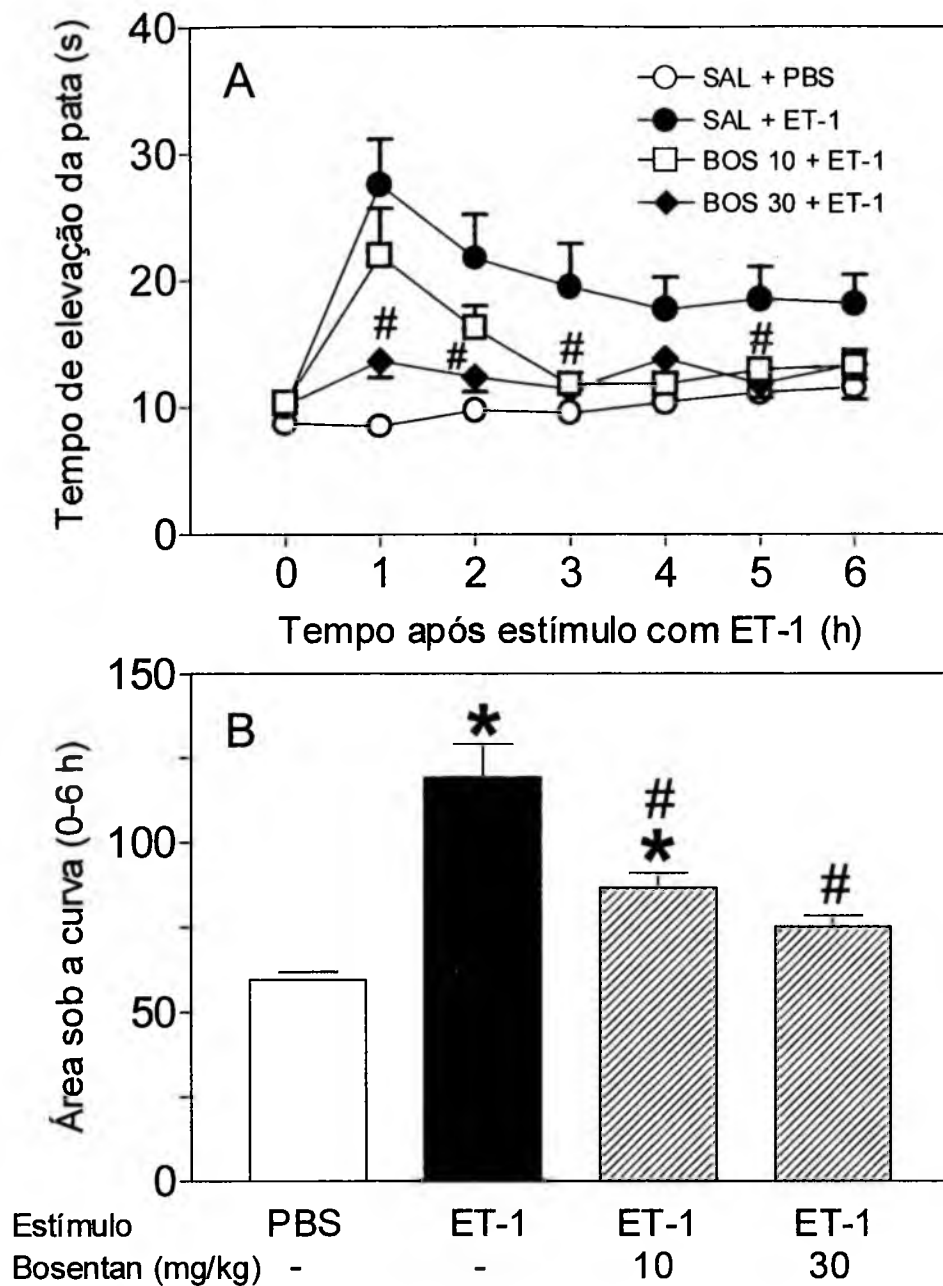 A
Tempo de elevação da pata (s)
40
30
20
10
0
SAL + PBS
SAL + ET-1
BOS 10 + ET-1
BOS 30 + ET-1
# # # #
0 1 2 3 4 5 6
Tempo após estímulo com ET-1 (h)
B
Área sob a curva (0-6 h)
150
100
50
0
*
#
*
#
Estímulo PBS ET-1 ET-1 ET-1
Bosentan (mg/kg) - - 10 30